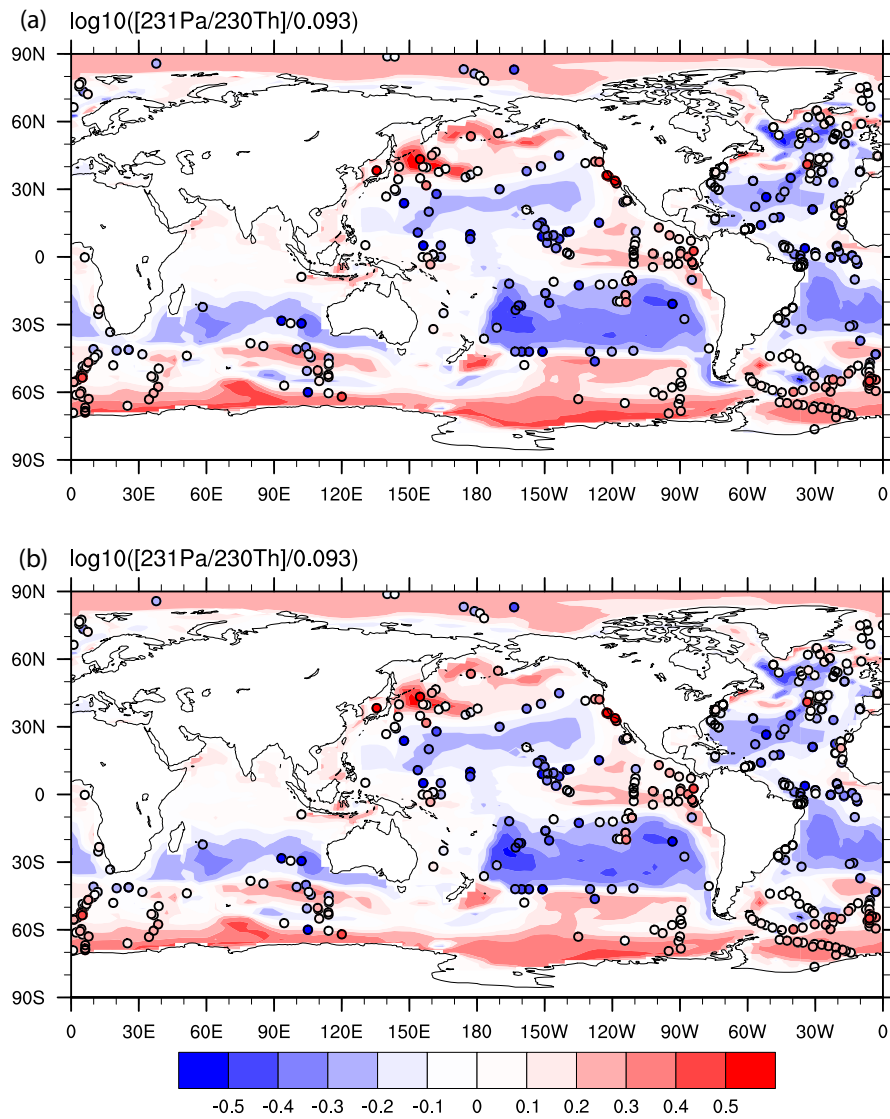 (a) log10([231Pa/230Th]/0.093)
90N
60N
30N
0
30S
60S
90S
0 30E 60E 90E 120E 150E 180 150W 120W 90W 60W 30W 0
(b) log10([231Pa/230Th]/0.093)
90N
60N
30N
0
30S
60S
90S
0 30E 60E 90E 120E 150E 180 150W 120W 90W 60W 30W 0
-0.5 -0.4 -0.3 -0.2 -0.1 0 0.1 0.2 0.3 0.4 0.5